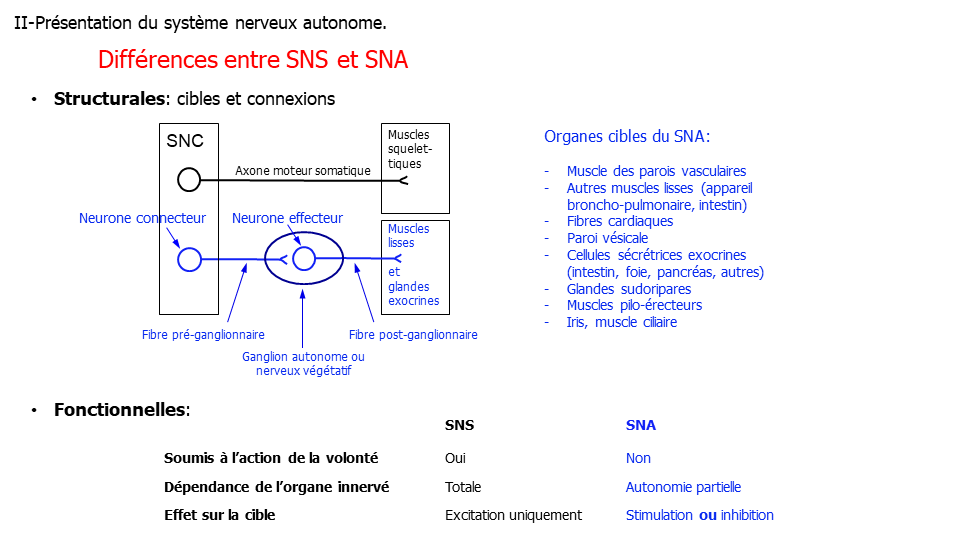 II-Présentation du système nerveux autonome.
Différences entre SNS et SNA
• Structurales: cibles et connexions
SNC
Muscles
squelet-
tiques
Axone moteur somatique
Neurone connecteur
Neurone effecteur
Muscles
lisses
et
glandes
exocrines
Fibre pré-ganglionnaire
Fibre post-ganglionnaire
Ganglion autonome ou
nerveux végétatif
Organes cibles du SNA:
- Muscle des parois vasculaires
- Autres muscles lisses (appareil
broncho-pulmonaire, intestin)
- Fibres cardiaques
- Paroi vésicale
- Cellules sécrétrices exocrines
(intestin, foie, pancréas, autres)
- Glandes sudoripares
- Muscles pilo-érecteurs
- Iris, muscle ciliaire
• Fonctionnelles:
SNS SNA
Soumis à l’action de la volonté Oui Non
Dépendance de l’organe innervé Totale Autonomie partielle
Effet sur la cible Excitation uniquement Stimulation ou inhibition